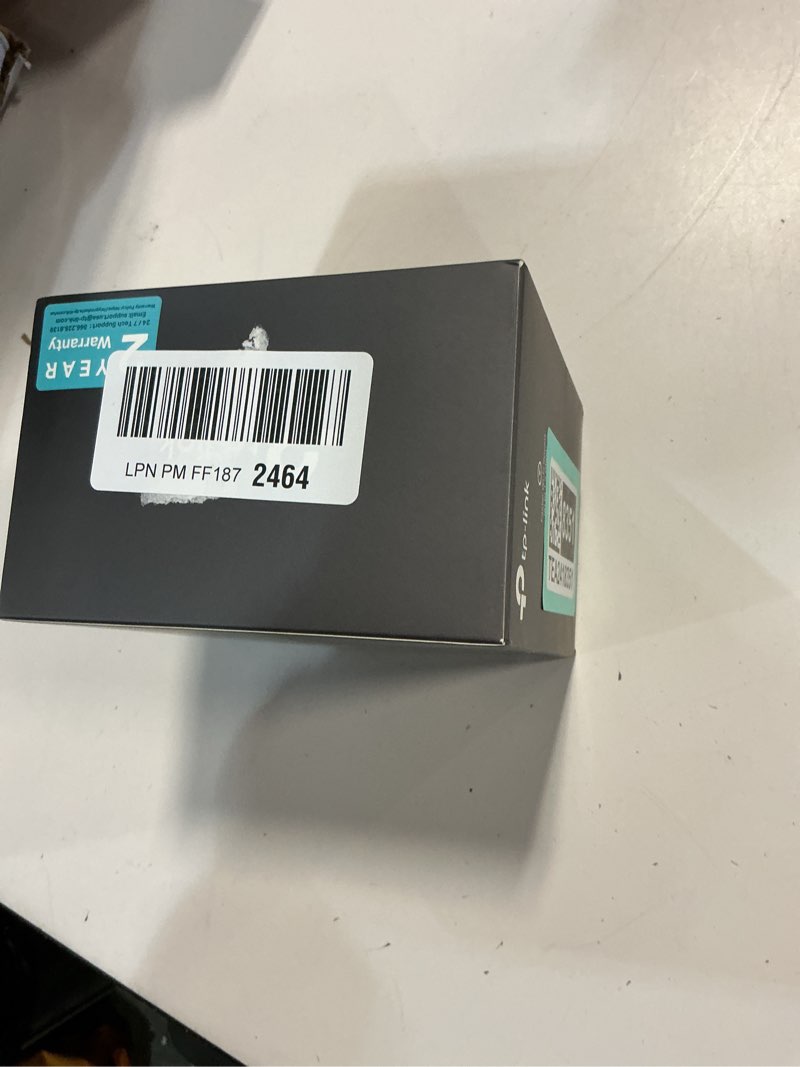 2 YEAR
Warranty
24/7 Tech Support: 866.225.8139
Email: support.usa@tp-link.com
LPN PM FF187 2464
tp-link